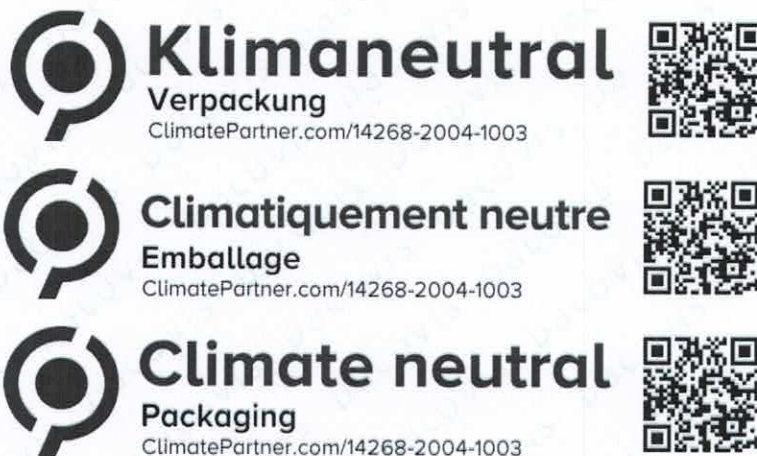 Klimaneutral
Verpackung
ClimatePartner.com/14268-2004-1003
Climatiquement neutre
Emballage
ClimatePartner.com/14268-2004-1003
Climate neutral
Packaging
ClimatePartner.com/14268-2004-1003